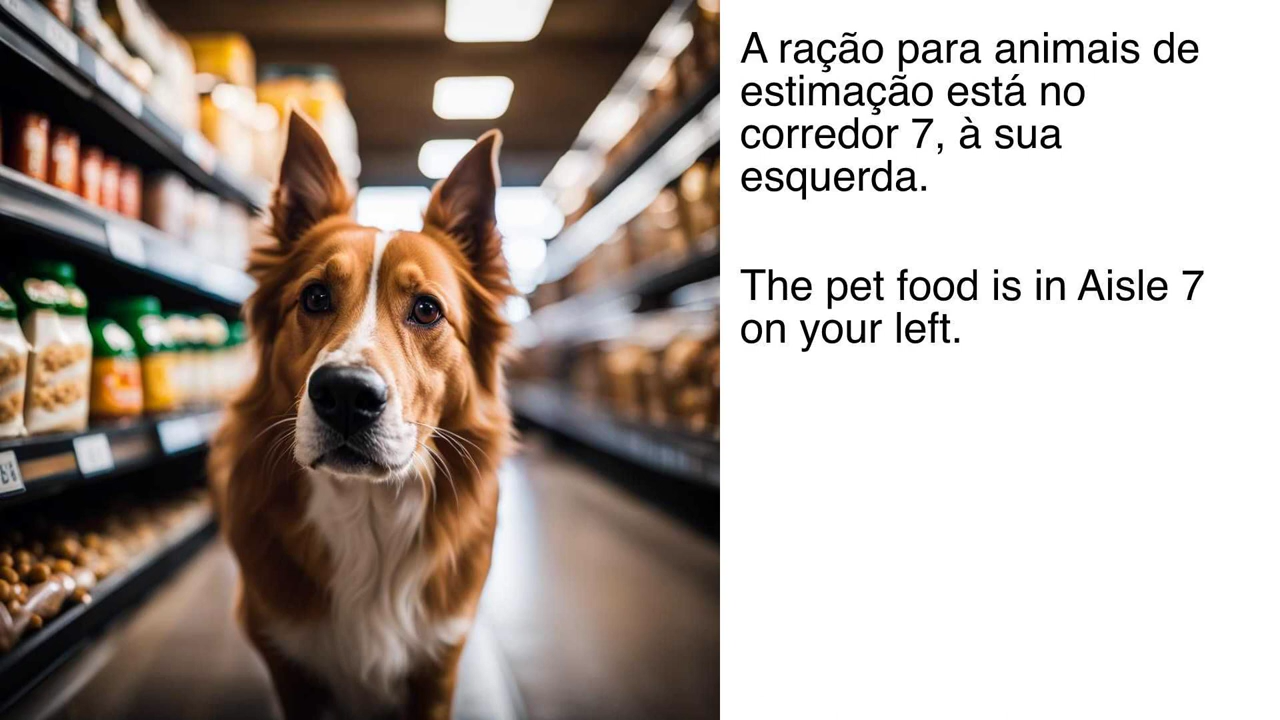 A ração para animais de
estimação está no
corredor 7, à sua
esquerda.
The pet food is in Aisle 7
on your left.